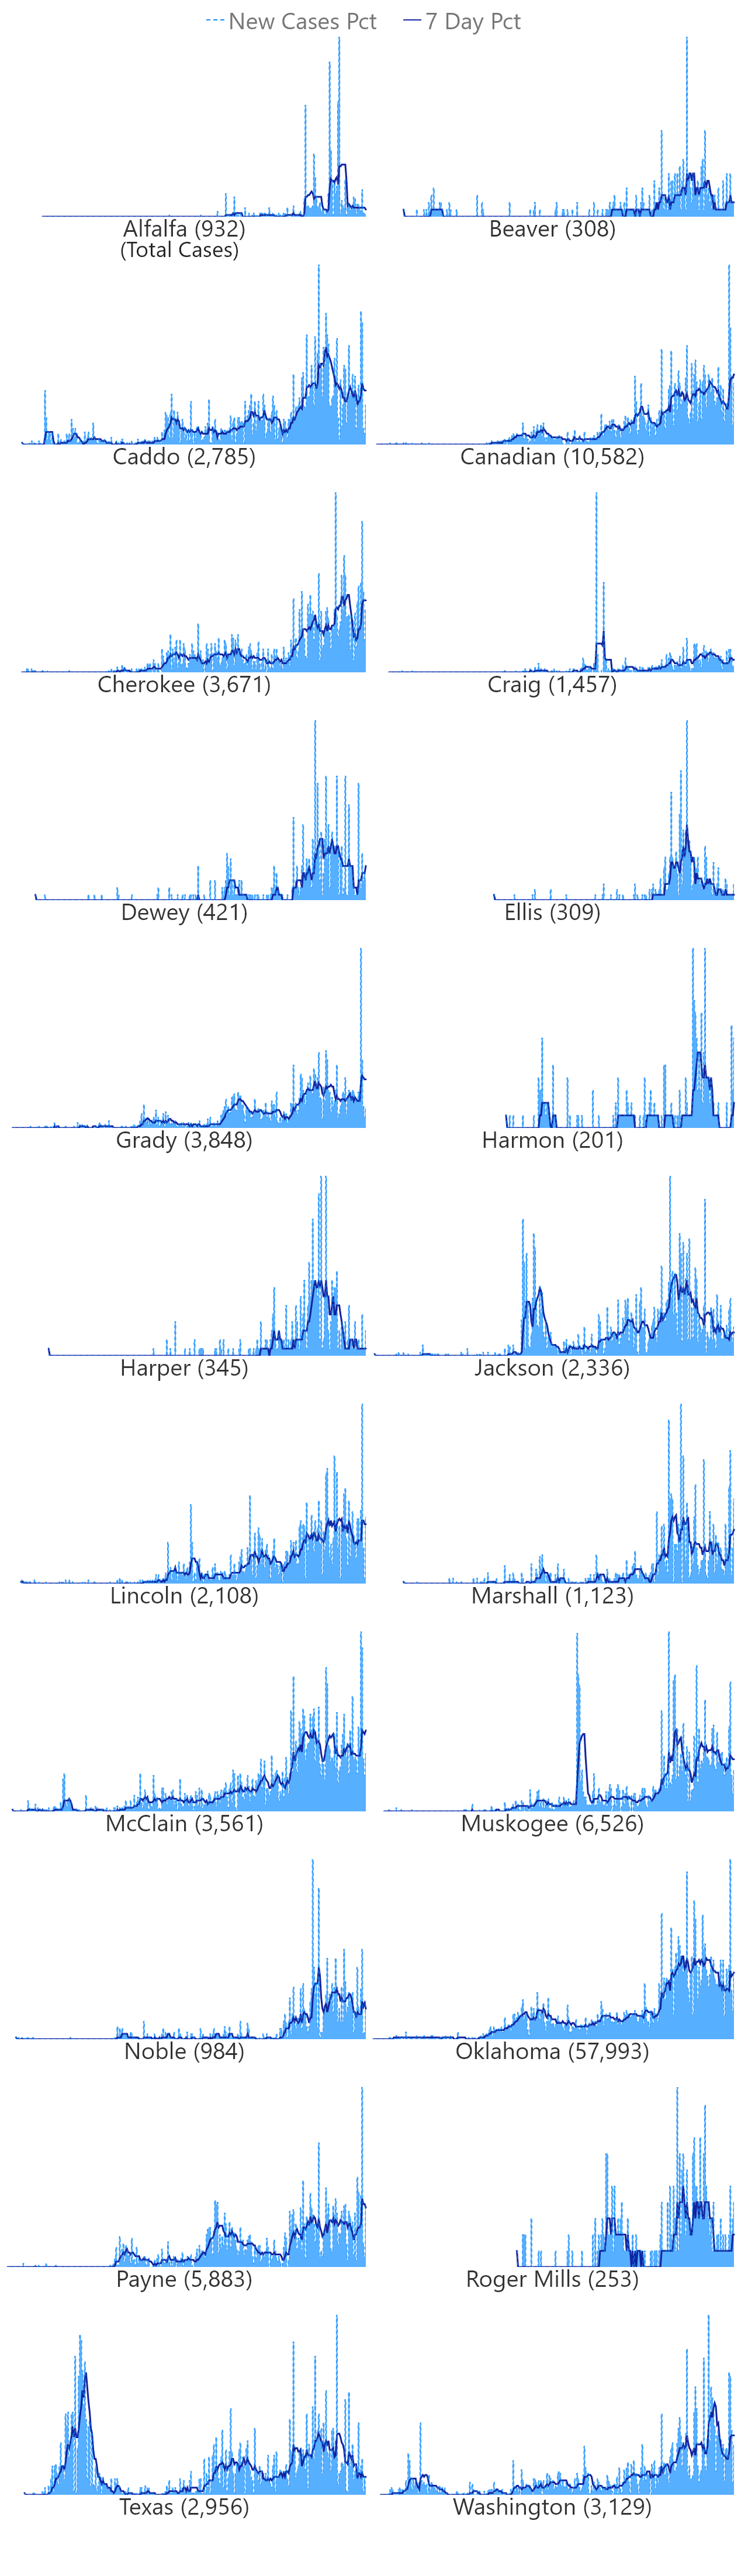 New Cases Pct 7 Day Pct
Alfalfa (932) Beaver (308)
(Total Cases)
Caddo (2,785) Canadian (10,582)
Cherokee (3,671) Craig (1,457)
Dewey (421) Ellis (309)
Grady (3,848) Harmon (201)
Harper (345) Jackson (2,336)
Lincoln (2,108) Marshall (1,123)
McClain (3,561) Muskogee (6,526)
Noble (984) Oklahoma (57,993)
Payne (5,883) Roger Mills (253)
Texas (2,956) Washington (3,129)